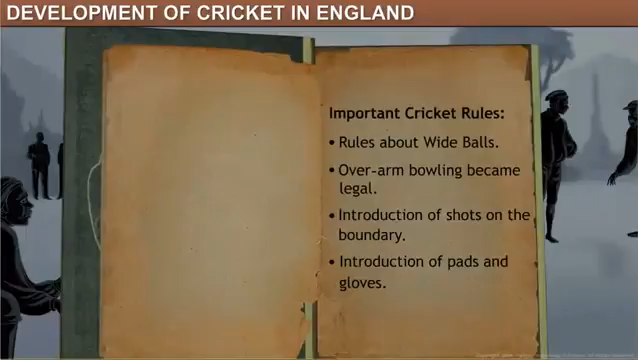 DEVELOPMENT OF CRICKET IN ENGLAND
Important Cricket Rules:
• Rules about Wide Balls.
• Over-arm bowling became
legal.
• Introduction of shots on the
boundary.
• Introduction of pads and
gloves.